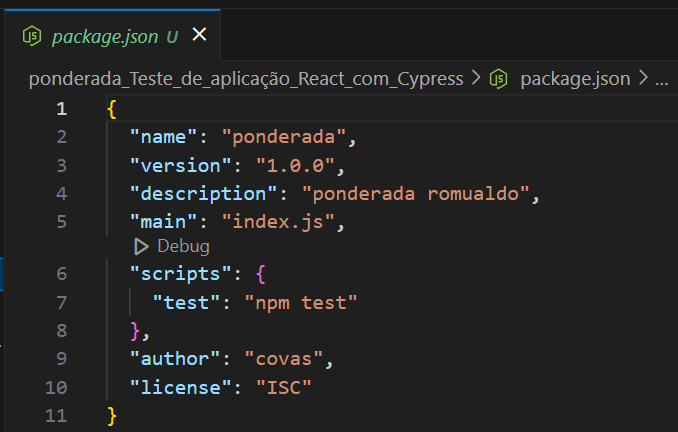 package.json U ×
ponderada_Teste_de_aplicação_React_com_Cypress > package.json > ...
1 {
2 "name": "ponderada",
3 "version": "1.0.0",
4 "description": "ponderada romualdo",
5 "main": "index.js",
Debug
6 "scripts": {
7 "test": "npm test"
8 },
9 "author": "covas",
10 "license": "ISC"
11 }